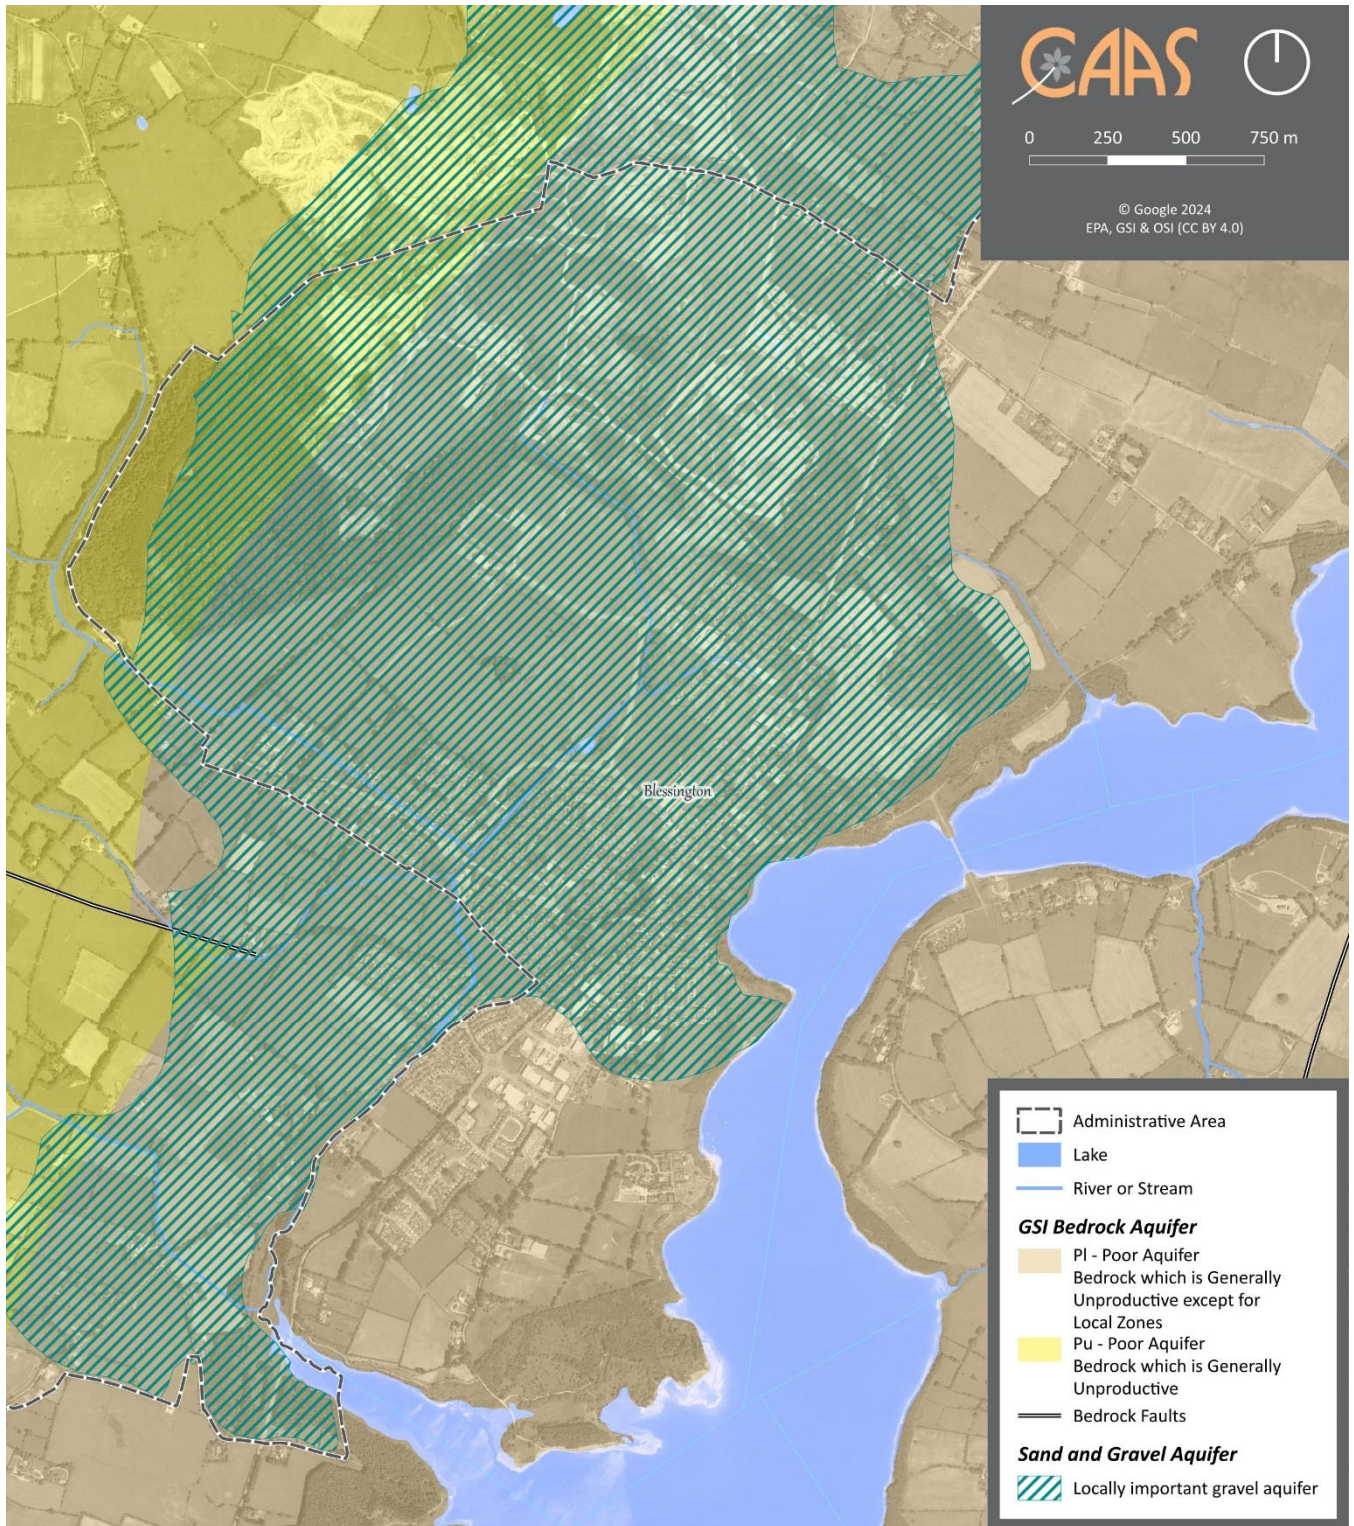 CAAS
0 250 500 750 m
© Google 2024
EPA, GSI & OSI (CC BY 4.0)
Blessington
Administrative Area
Lake
River or Stream
GSI Bedrock Aquifer
Pl - Poor Aquifer
Bedrock which is Generally
Unproductive except for
Local Zones
Pu - Poor Aquifer
Bedrock which is Generally
Unproductive
Bedrock Faults
Sand and Gravel Aquifer
Locally important gravel aquifer